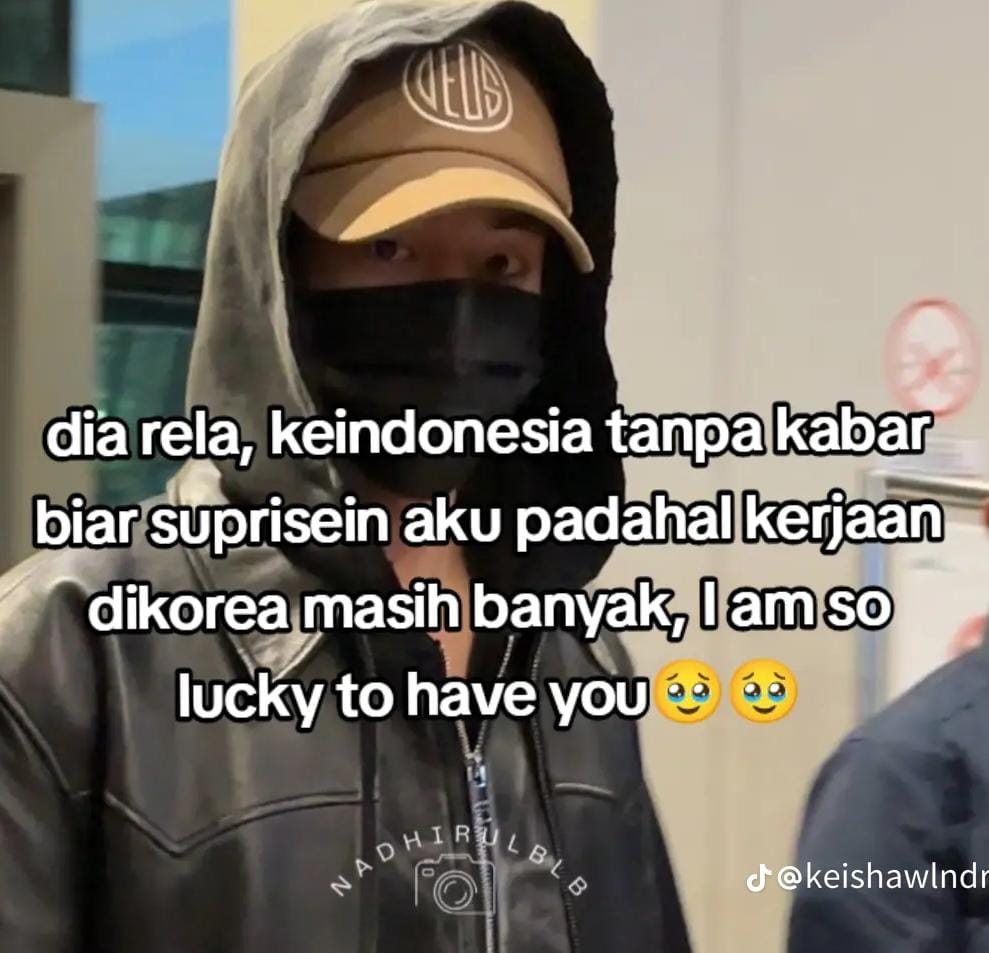 DEUS
dia rela, keindonesia tanpa kabar
biar suprisein aku padahal kerjaan
dikorea masih banyak, I am so
lucky to have you🥹🥹
NADHIRULBLB
@keishawlndr